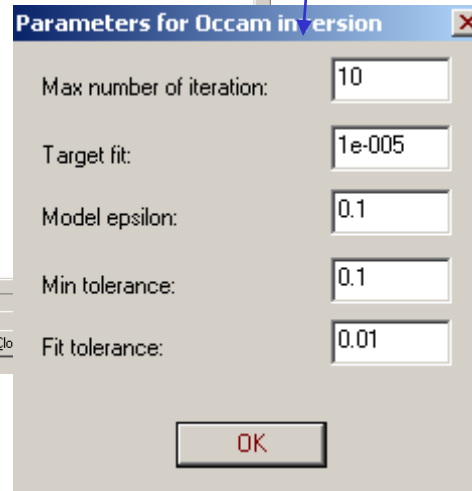 Parameters for Occam inversion
Max number of iteration: 10
Target fit: 1e-005
Model epsilon: 0.1
Min tolerance: 0.1
Fit tolerance: 0.01
Clo
OK